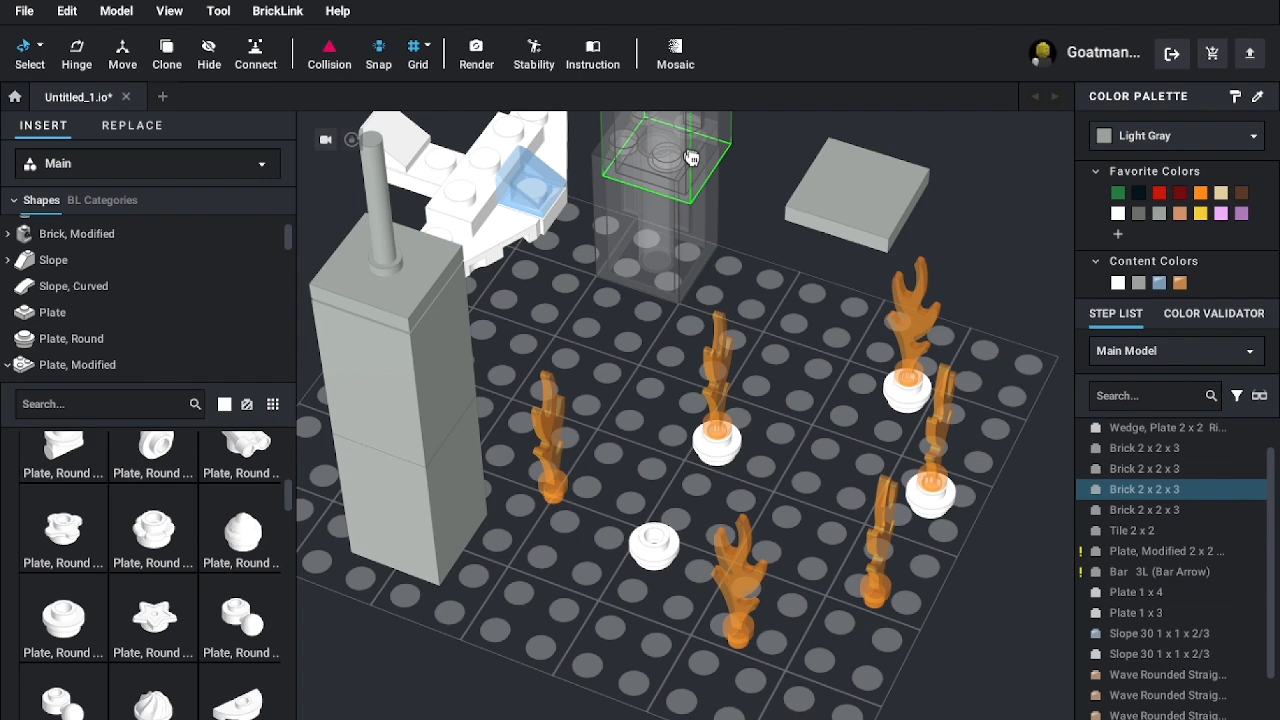 File Edit Model View Tool BrickLink Help
Select Hinge Move Clone Hide Connect Collision Snap Grid Render Stability Instruction Mosaic Goatman...
Untitled_1.io*
COLOR PALETTE
INSERT REPLACE
Main
Light Gray
Shapes BL Categories
Favorite Colors
Brick, Modified
Slope
Slope, Curved
Plate
Plate, Round
Plate, Modified
Content Colors
STEP LIST COLOR VALIDATOR
Main Model
Search...
Search...
Plate, Round ... Plate, Round ... Plate, Round ...
Plate, Round ... Plate, Round ... Plate, Round ...
Plate, Round ... Plate, Round ... Plate, Round ...
Wedge, Plate 2 x 2 Ri...
Brick 2 x 2 x 3
Brick 2 x 2 x 3
Brick 2 x 2 x 3
Brick 2 x 2 x 3
Tile 2 x 2
! Plate, Modified 2 x 2 ...
! Bar 3L (Bar Arrow)
Plate 1 x 4
Plate 1 x 3
Slope 30 1 x 1 x 2/3
Slope 30 1 x 1 x 2/3
Wave Rounded Straig...
Wave Rounded Straig...
Wave Rounded Straig...